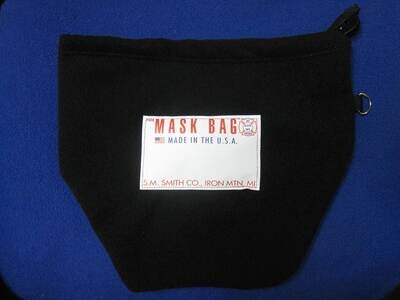 MASK BAG
MADE IN THE U.S.A.
S.M. SMITH CO., IRON MTN, MI